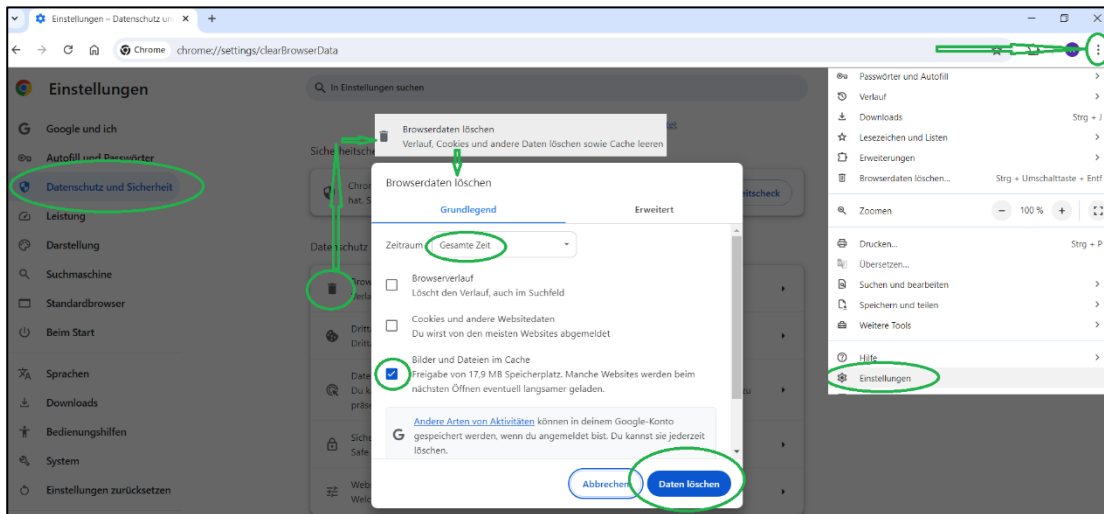 Einstellungen – Datenschutz un
Chrome
chrome://settings/clearBrowserData
Einstellungen
In Einstellungen suchen
Google und ich
Autofill und Passwörter
Datenschutz und Sicherheit
Leistung
Darstellung
Suchmaschine
Standardbrowser
Beim Start
Sprachen
Downloads
Bedienungshilfen
System
Einstellungen zurücksetzen
Browserdaten löschen
Verlauf, Cookies und andere Daten löschen sowie Cache leeren
Browserdaten löschen
Grundlegend Erweitert
Zeitraum Gesamte Zeit
Browserverlauf
Löscht den Verlauf, auch im Suchfeld
Cookies und andere Websitedaten
Du wirst von den meisten Websites abgemeldet
Bilder und Dateien im Cache
Freigabe von 17,9 MB Speicherplatz. Manche Websites werden beim
nächsten Öffnen eventuell langsamer geladen.
Andere Arten von Aktivitäten können in deinem Google-Konto
gespeichert werden, wenn du angemeldet bist. Du kannst sie jederzeit
löschen.
Abbrechen Daten löschen
Passwörter und Autofill
Verlauf
Downloads Strg + J
Lesezeichen und Listen
Erweiterungen
Browserdaten löschen... Strg + Umschalttaste + Entf
Zoomen − 100 % +
Drucken... Strg + P
Übersetzen...
Suchen und bearbeiten
Speichern und teilen
Weitere Tools
Hilfe
Einstellungen